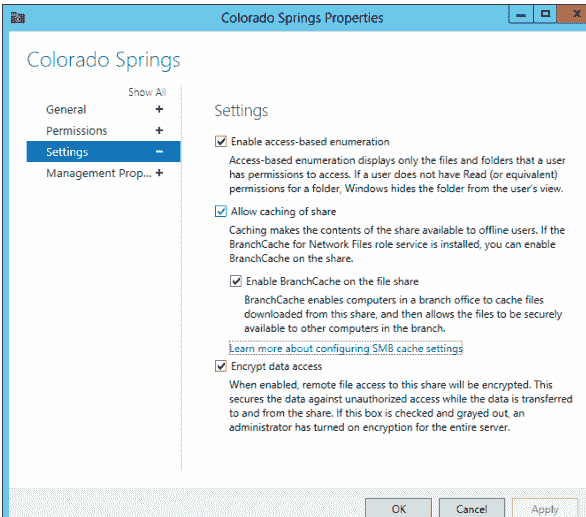 Colorado Springs Properties
Colorado Springs
Show All
General +
Permissions +
Settings −
Management Prop... +
Settings
Enable access-based enumeration
Access-based enumeration displays only the files and folders that a user
has permissions to access. If a user does not have Read (or equivalent)
permissions for a folder, Windows hides the folder from the user's view.
Allow caching of share
Caching makes the contents of the share available to offline users. If the
BranchCache for Network Files role service is installed, you can enable
BranchCache on the share.
Enable BranchCache on the file share
BranchCache enables computers in a branch office to cache files
downloaded from this share, and then allows the files to be securely
available to other computers in the branch.
Learn more about configuring SMB cache settings
Encrypt data access
When enabled, remote file access to this share will be encrypted. This
secures the data against unauthorized access while the data is transferred
to and from the share. If this box is checked and grayed out, an
administrator has turned on encryption for the entire server.
OK Cancel Apply